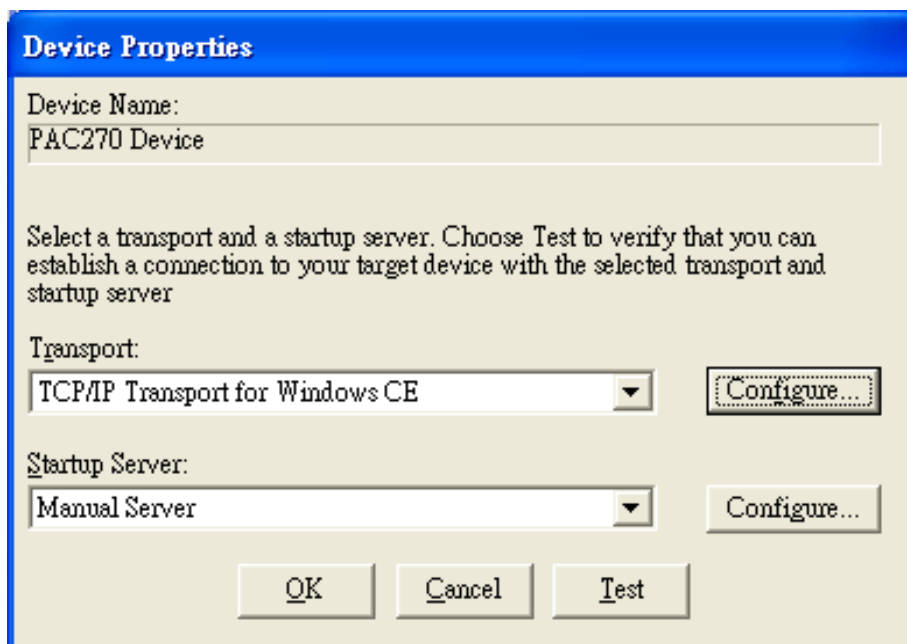 Device Properties
Device Name:
PAC270 Device
Select a transport and a startup server. Choose Test to verify that you can
establish a connection to your target device with the selected transport and
startup server
Transport:
TCP/IP Transport for Windows CE
Configure...
Startup Server:
Manual Server
Configure...
OK Cancel Test